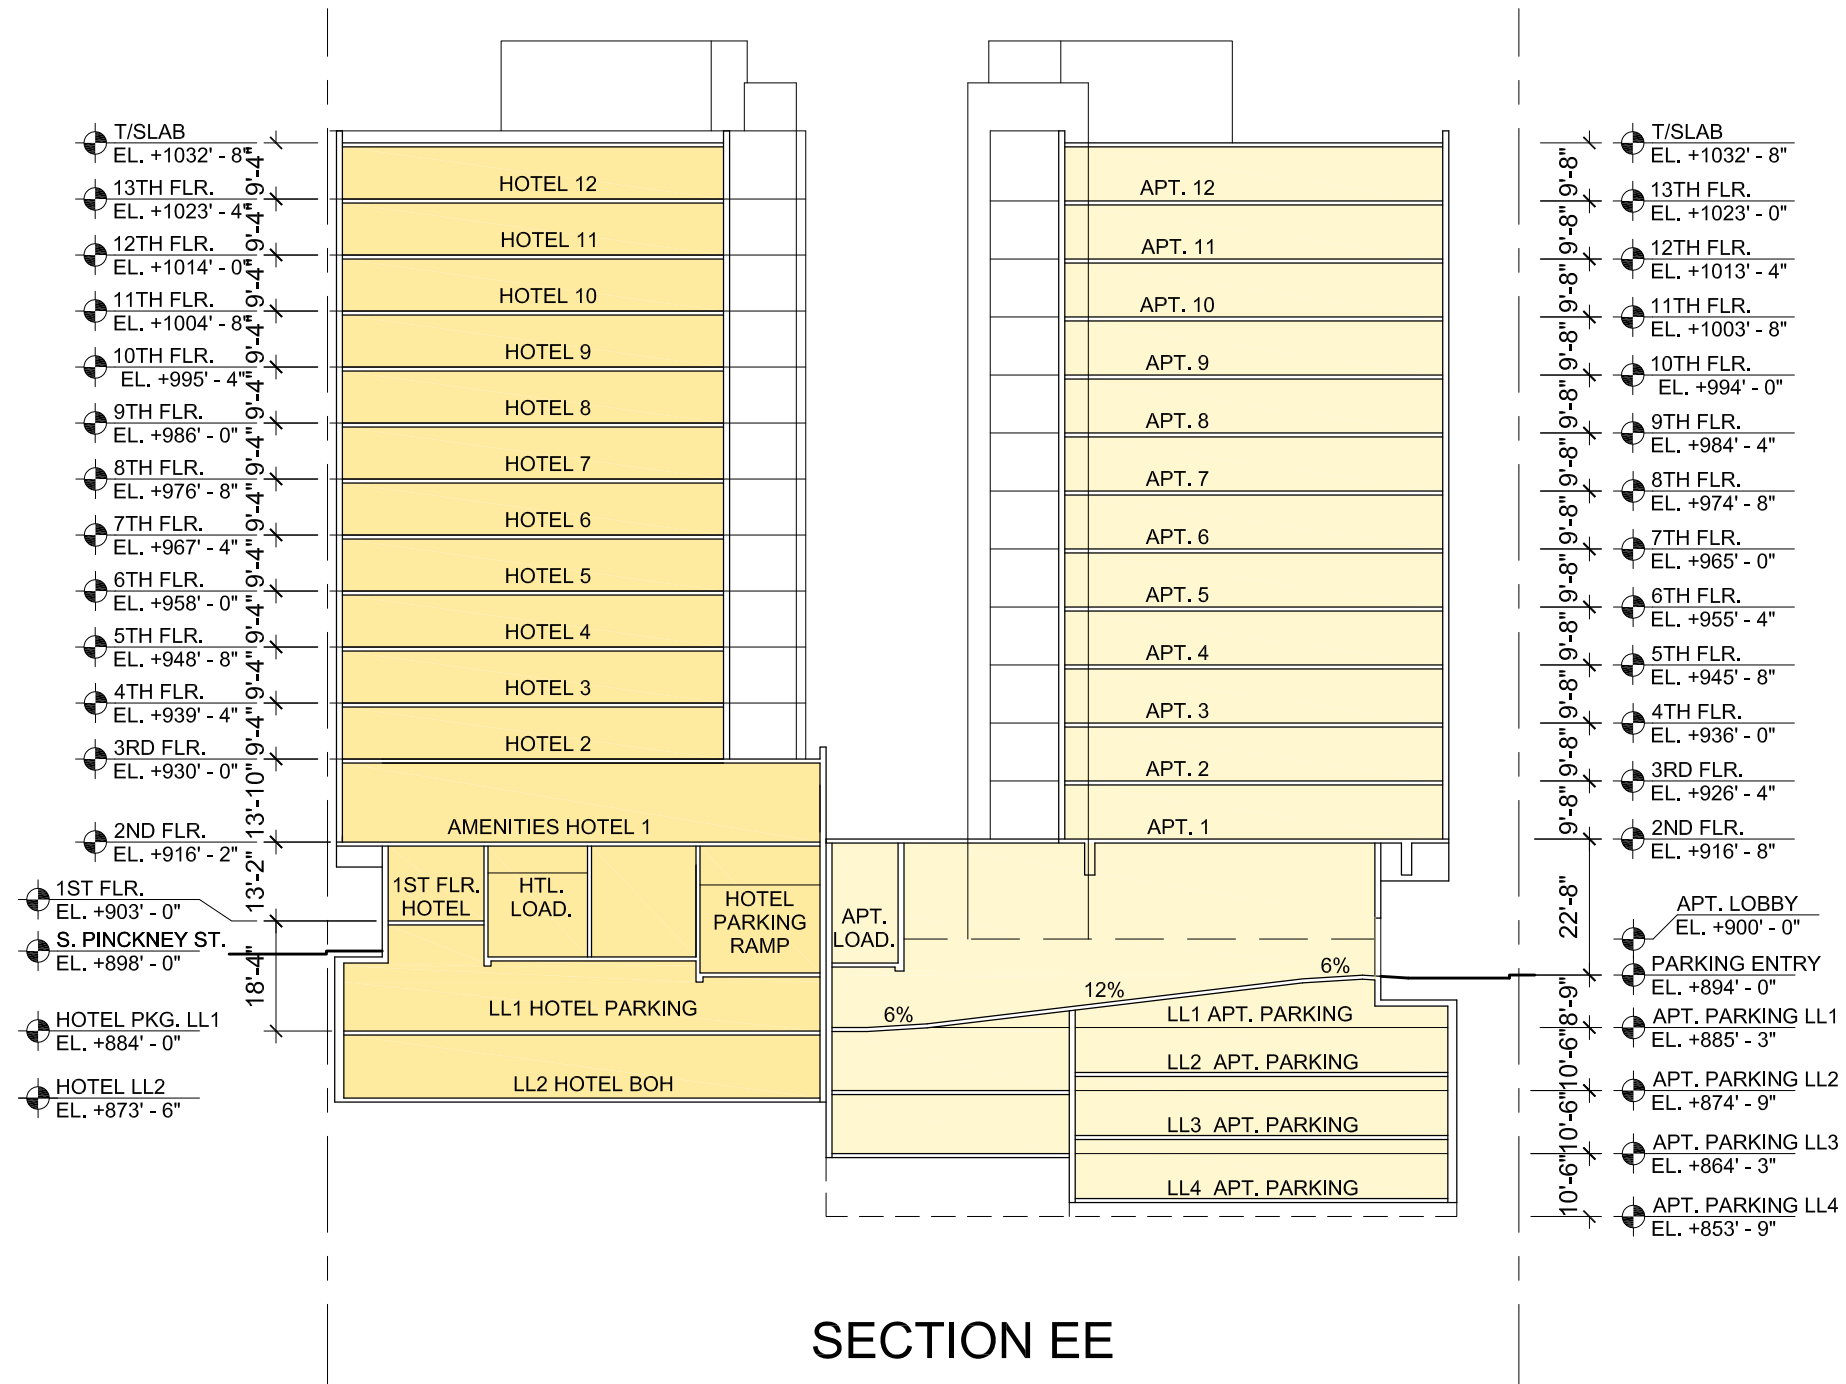 T/SLAB
EL. +1032' - 8"
13TH FLR.
EL. +1023' - 4"
12TH FLR.
EL. +1014' - 0"
11TH FLR.
EL. +1004' - 8"
10TH FLR.
EL. +995' - 4"
9TH FLR.
EL. +986' - 0"
8TH FLR.
EL. +976' - 8"
7TH FLR.
EL. +967' - 4"
6TH FLR.
EL. +958' - 0"
5TH FLR.
EL. +948' - 8"
4TH FLR.
EL. +939' - 4"
3RD FLR.
EL. +930' - 0"
2ND FLR.
EL. +916' - 2"
1ST FLR.
EL. +903' - 0"
S. PINCKNEY ST.
EL. +898' - 0"
HOTEL PKG. LL1
EL. +884' - 0"
HOTEL LL2
EL. +873' - 6"
9'-4"
9'-4"
9'-4"
9'-4"
9'-4"
9'-4"
9'-4"
9'-4"
9'-4"
9'-4"
9'-4"
13'-10"
13'-2"
18'-4"
HOTEL 12
HOTEL 11
HOTEL 10
HOTEL 9
HOTEL 8
HOTEL 7
HOTEL 6
HOTEL 5
HOTEL 4
HOTEL 3
HOTEL 2
AMENITIES HOTEL 1
1ST FLR.
HOTEL
HTL.
LOAD.
HOTEL
PARKING
RAMP
LL1 HOTEL PARKING
LL2 HOTEL BOH
APT. 12
APT. 11
APT. 10
APT. 9
APT. 8
APT. 7
APT. 6
APT. 5
APT. 4
APT. 3
APT. 2
APT. 1
APT.
LOAD.
6%
12%
6%
LL1 APT. PARKING
LL2 APT. PARKING
LL3 APT. PARKING
LL4 APT. PARKING
9'-8"
9'-8"
9'-8"
9'-8"
9'-8"
9'-8"
9'-8"
9'-8"
9'-8"
9'-8"
9'-8"
9'-8"
22'-8"
8'-9"
10'-6"
10'-6"
10'-6"
T/SLAB
EL. +1032' - 8"
13TH FLR.
EL. +1023' - 0"
12TH FLR.
EL. +1013' - 4"
11TH FLR.
EL. +1003' - 8"
10TH FLR.
EL. +994' - 0"
9TH FLR.
EL. +984' - 4"
8TH FLR.
EL. +974' - 8"
7TH FLR.
EL. +965' - 0"
6TH FLR.
EL. +955' - 4"
5TH FLR.
EL. +945' - 8"
4TH FLR.
EL. +936' - 0"
3RD FLR.
EL. +926' - 4"
2ND FLR.
EL. +916' - 8"
APT. LOBBY
EL. +900' - 0"
PARKING ENTRY
EL. +894' - 0"
APT. PARKING LL1
EL. +885' - 3"
APT. PARKING LL2
EL. +874' - 9"
APT. PARKING LL3
EL. +864' - 3"
APT. PARKING LL4
EL. +853' - 9"
SECTION EE